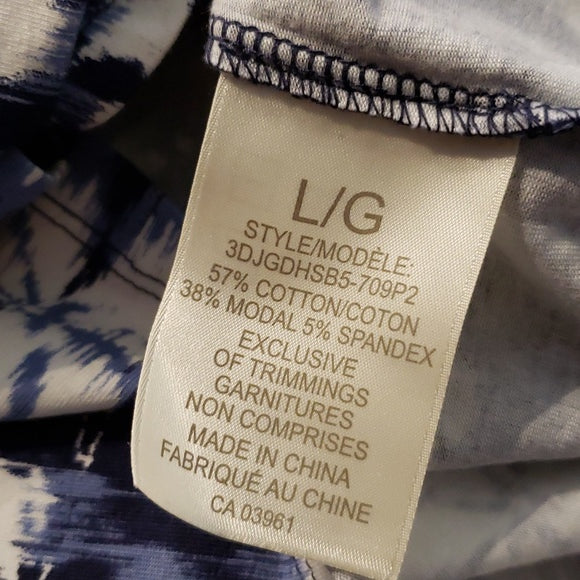 L/G
STYLE/MODÈLE:
3DJGDHSB5-709P2
57% COTTON/COTON
38% MODAL 5% SPANDEX
EXCLUSIVE
OF TRIMMINGS
GARNITURES
NON COMPRISES
MADE IN CHINA
FABRIQUÉ AU CHINE
CA 03961